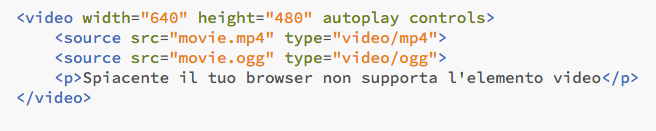 <video width="640" height="480" autoplay controls>
    <source src="movie.mp4" type="video/mp4">
    <source src="movie.ogg" type="video/ogg">
    <p>Spiacente il tuo browser non supporta l'elemento video</p>
</video>